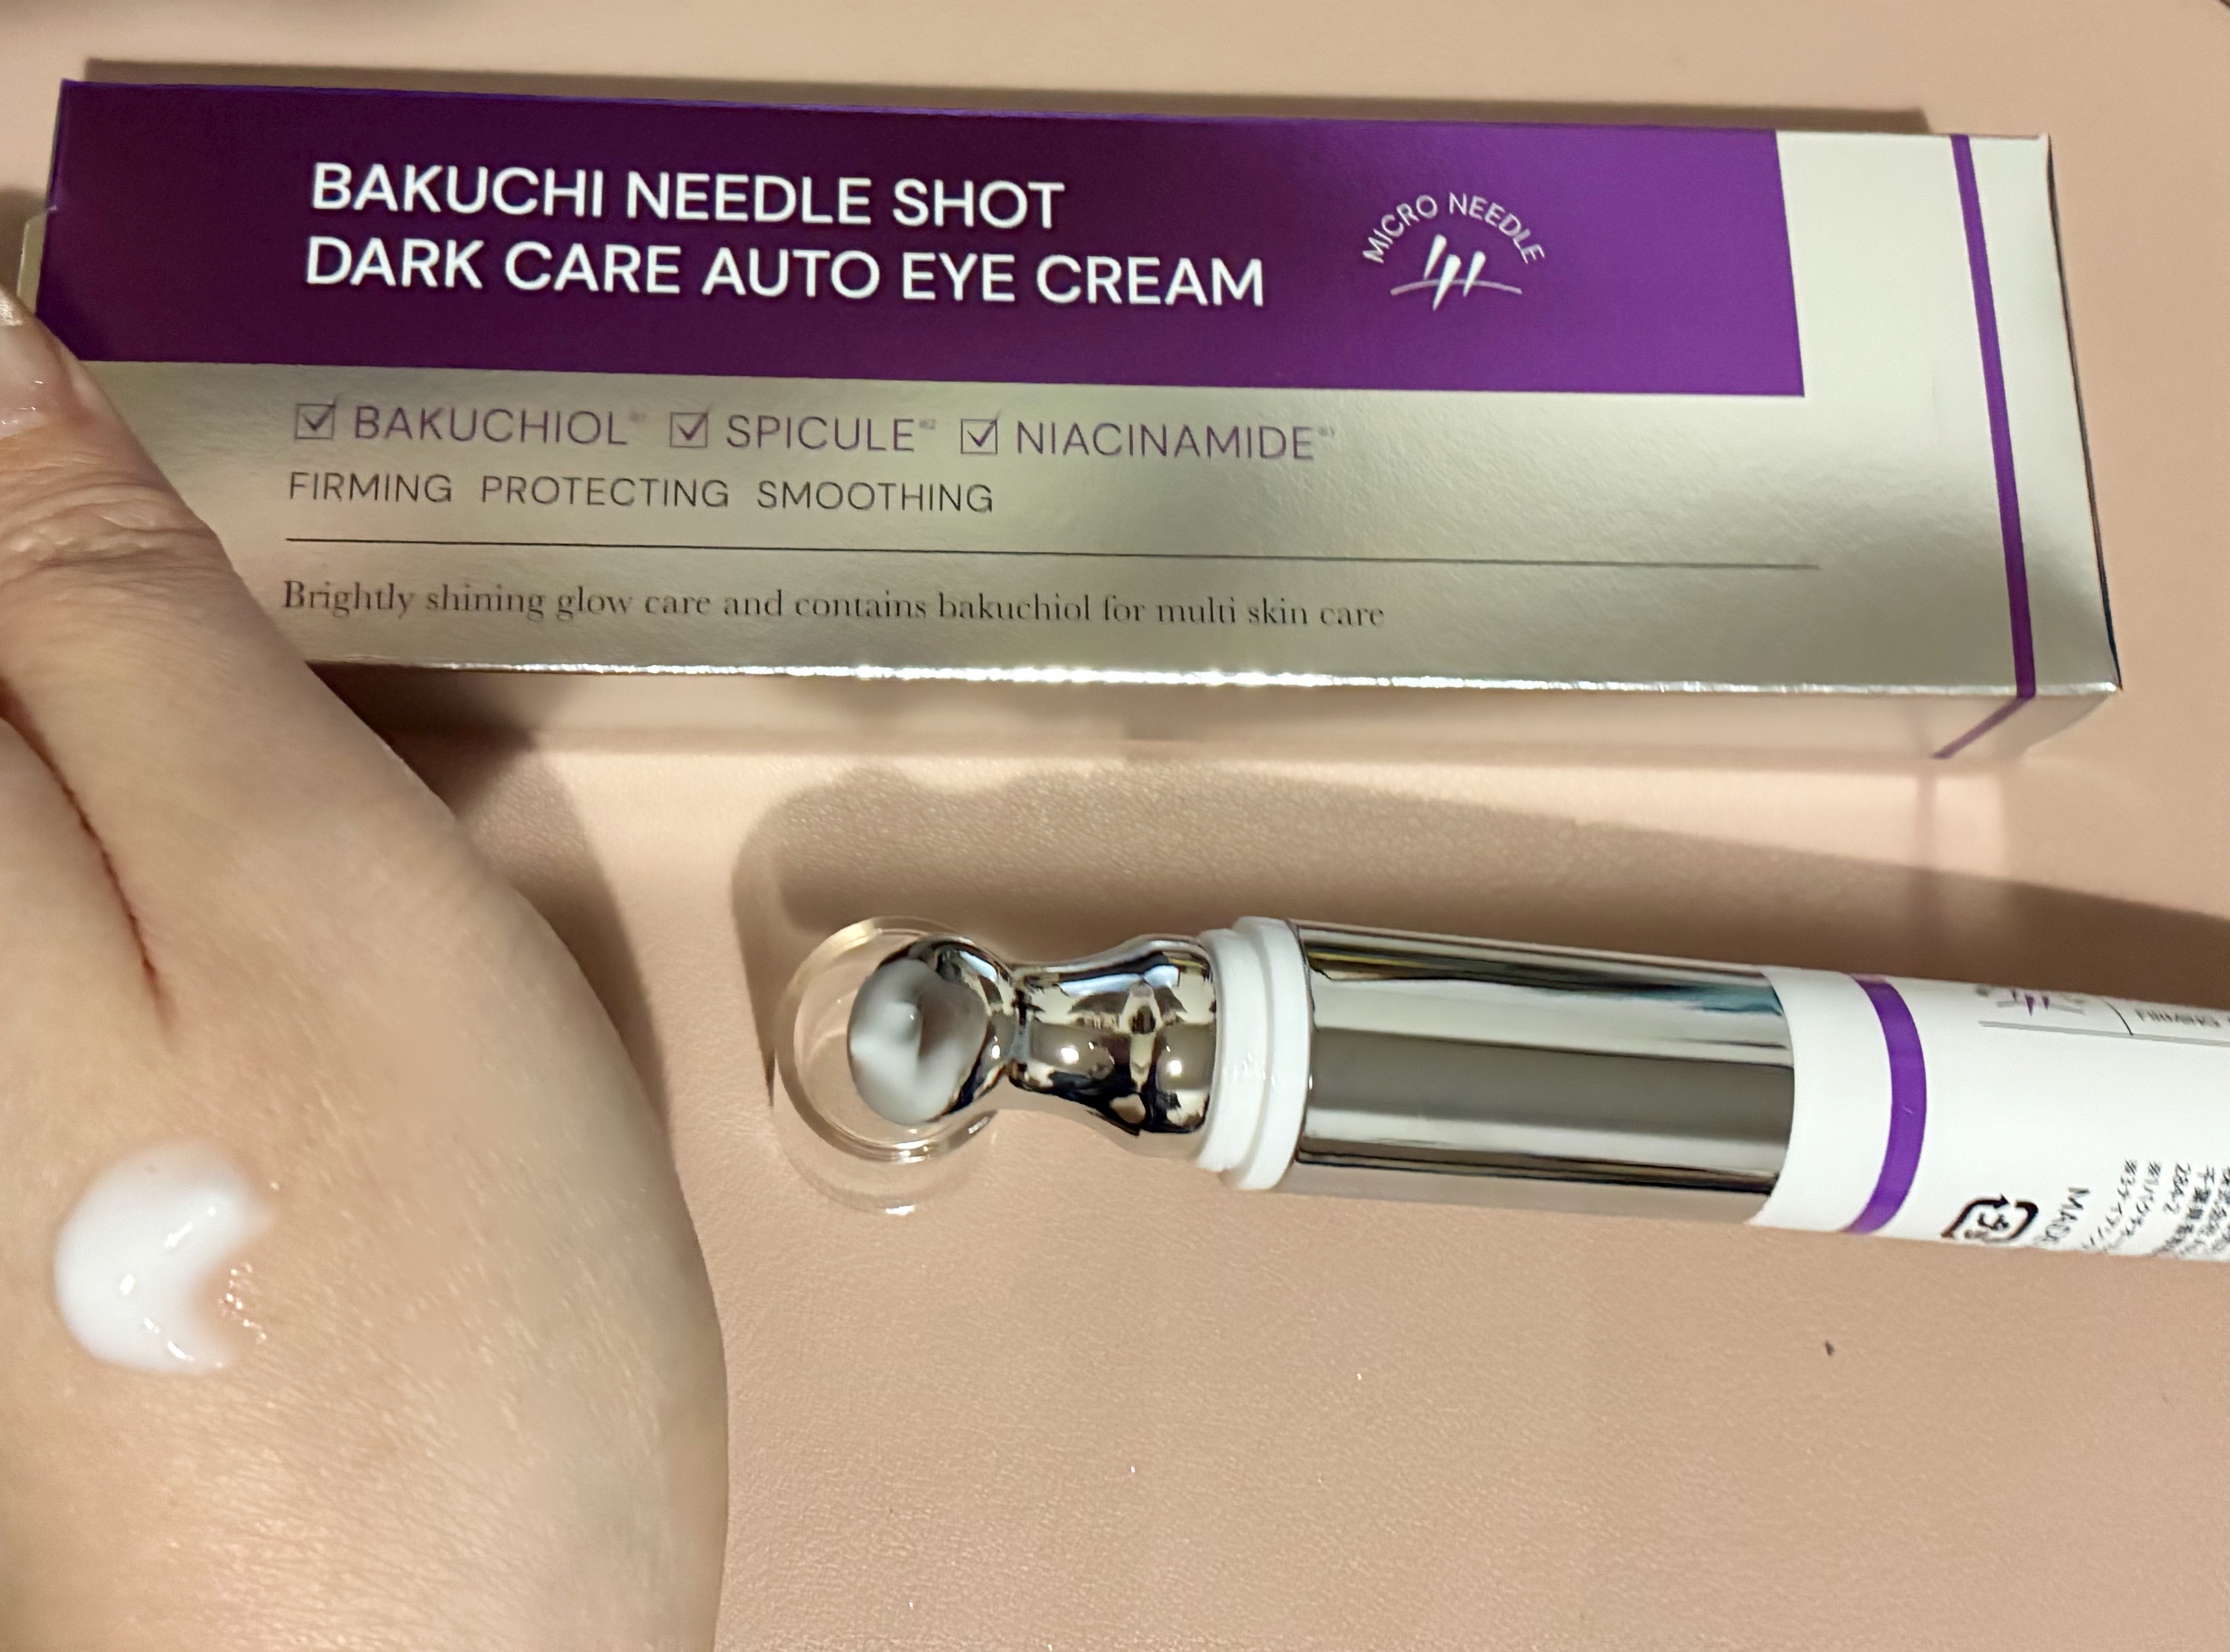 BAKUCHI NEEDLE SHOT
DARK CARE AUTO EYE CREAM
MICRO NEEDLE
BAKUCHIOL SPICULE NIACINAMIDE
FIRMING PROTECTING SMOOTHING
Brightly shining glow care and contains bakuchiol for multi skin care